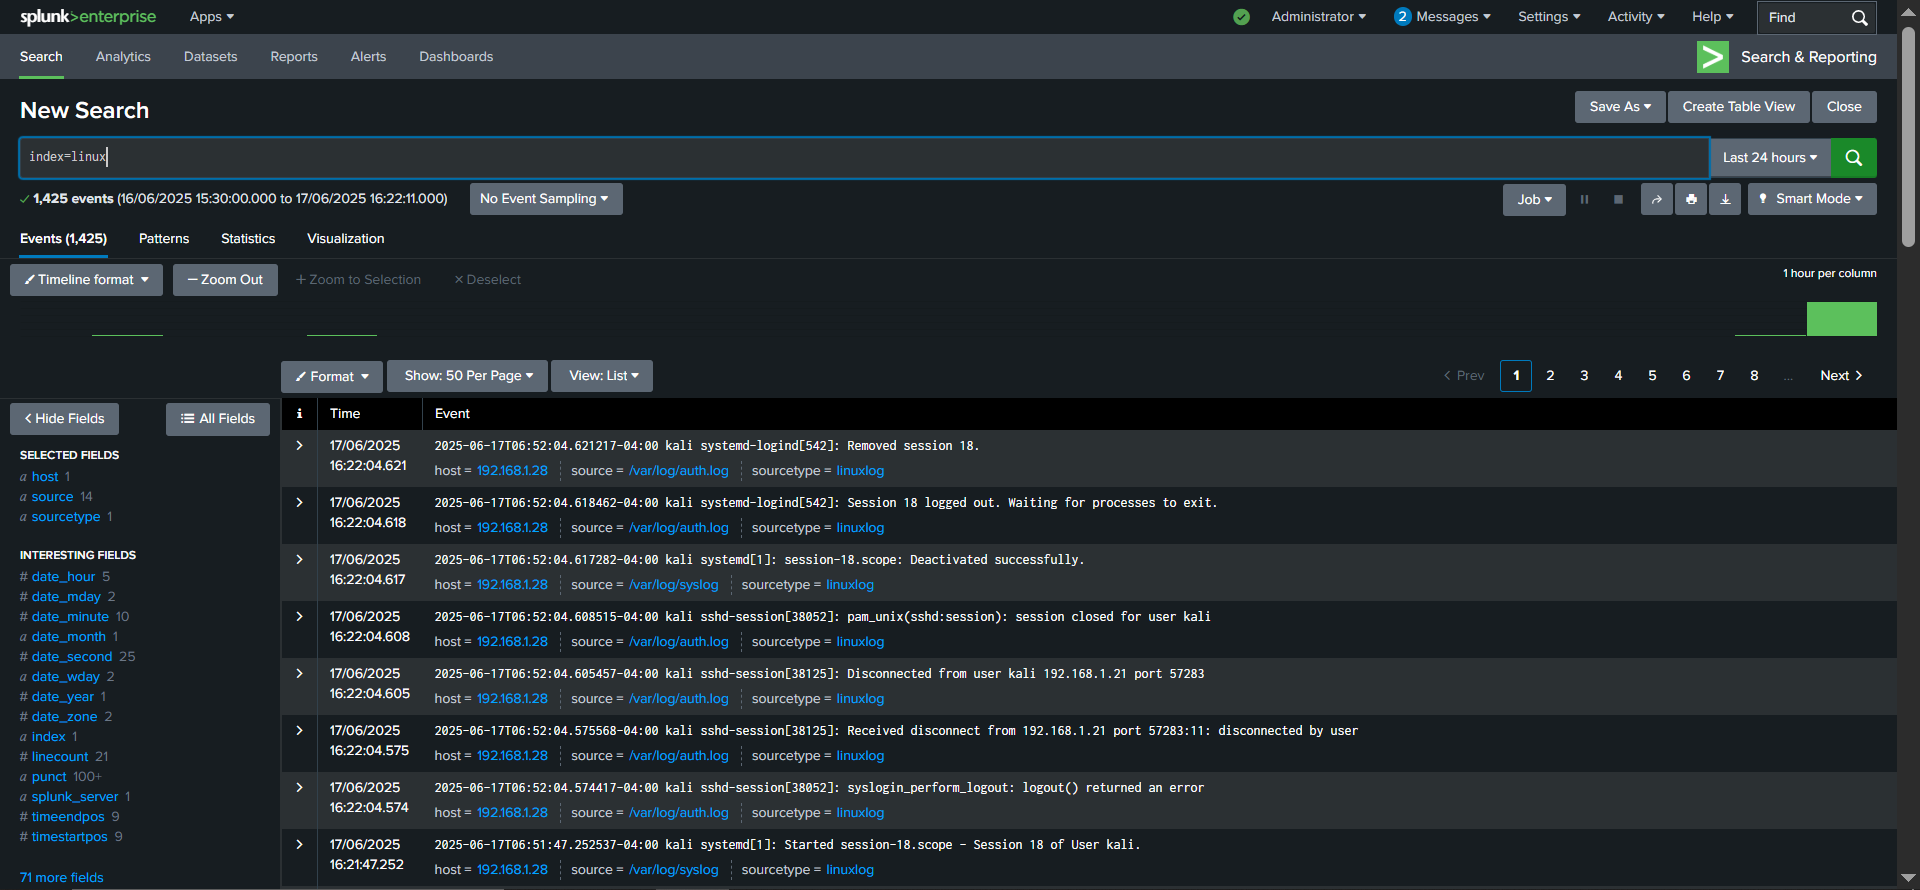 splunk>enterprise Apps Administrator 2 Messages Settings Activity Help Find
Search Analytics Datasets Reports Alerts Dashboards Search & Reporting
New Search Save As Create Table View Close
index=linux Last 24 hours
1,425 events (16/06/2025 15:30:00.000 to 17/06/2025 16:22:11.000) No Event Sampling Job Smart Mode
Events (1,425) Patterns Statistics Visualization
Timeline format — Zoom Out + Zoom to Selection × Deselect 1 hour per column
Format Show: 50 Per Page View: List < Prev 1 2 3 4 5 6 7 8 ... Next >
< Hide Fields All Fields
SELECTED FIELDS
a host 1
a source 14
a sourcetype 1
INTERESTING FIELDS
# date_hour 5
# date_mday 2
# date_minute 10
a date_month 1
# date_second 25
a date_wday 2
# date_year 1
# date_zone 2
a index 1
# linecount 21
a punct 100+
a splunk_server 1
# timeendpos 9
# timestartpos 9
71 more fields
i Time Event
17/06/2025 2025-06-17T06:52:04.621217-04:00 kali systemd-logind[542]: Removed session 18.
16:22:04.621 host = 192.168.1.28 source = /var/log/auth.log sourcetype = linuxlog
17/06/2025 2025-06-17T06:52:04.618462-04:00 kali systemd-logind[542]: Session 18 logged out. Waiting for processes to exit.
16:22:04.618 host = 192.168.1.28 source = /var/log/auth.log sourcetype = linuxlog
17/06/2025 2025-06-17T06:52:04.617282-04:00 kali systemd[1]: session-18.scope: Deactivated successfully.
16:22:04.617 host = 192.168.1.28 source = /var/log/syslog sourcetype = linuxlog
17/06/2025 2025-06-17T06:52:04.608515-04:00 kali sshd-session[38052]: pam_unix(sshd:session): session closed for user kali
16:22:04.608 host = 192.168.1.28 source = /var/log/auth.log sourcetype = linuxlog
17/06/2025 2025-06-17T06:52:04.605457-04:00 kali sshd-session[38125]: Disconnected from user kali 192.168.1.21 port 57283
16:22:04.605 host = 192.168.1.28 source = /var/log/auth.log sourcetype = linuxlog
17/06/2025 2025-06-17T06:52:04.575568-04:00 kali sshd-session[38125]: Received disconnect from 192.168.1.21 port 57283:11: disconnected by user
16:22:04.575 host = 192.168.1.28 source = /var/log/auth.log sourcetype = linuxlog
17/06/2025 2025-06-17T06:52:04.574417-04:00 kali sshd-session[38052]: syslogin_perform_logout: logout() returned an error
16:22:04.574 host = 192.168.1.28 source = /var/log/auth.log sourcetype = linuxlog
17/06/2025 2025-06-17T06:51:47.252537-04:00 kali systemd[1]: Started session-18.scope - Session 18 of User kali.
16:21:47.252 host = 192.168.1.28 source = /var/log/syslog sourcetype = linuxlog